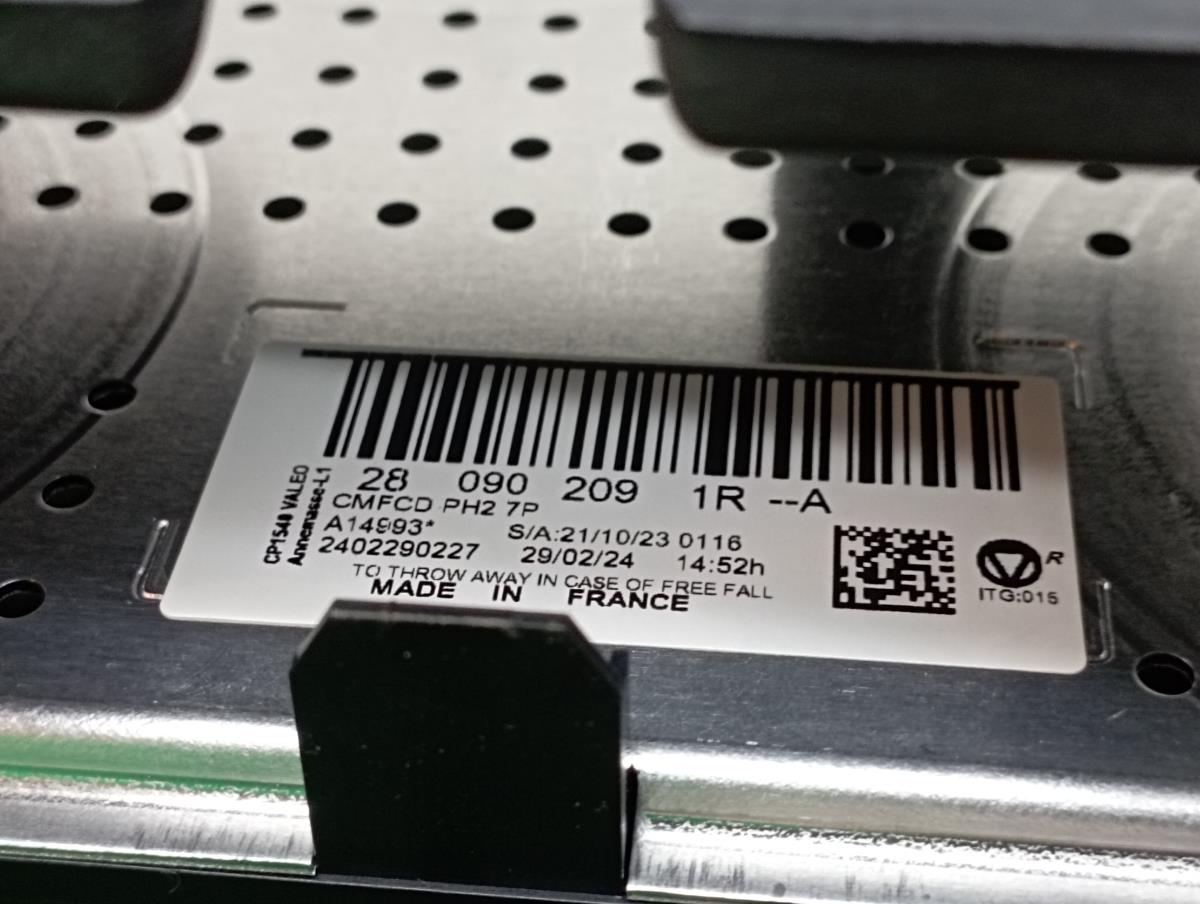 28 090 209 1R --A
CMFCD PH2 7P
A14993* S/A:21/10/23 0116
2402290227 29/02/24 14:52h
TO THROW AWAY IN CASE OF FREE FALL
MADE IN FRANCE
CP1540 VALEO
Annemasse-L1
R
ITG:015